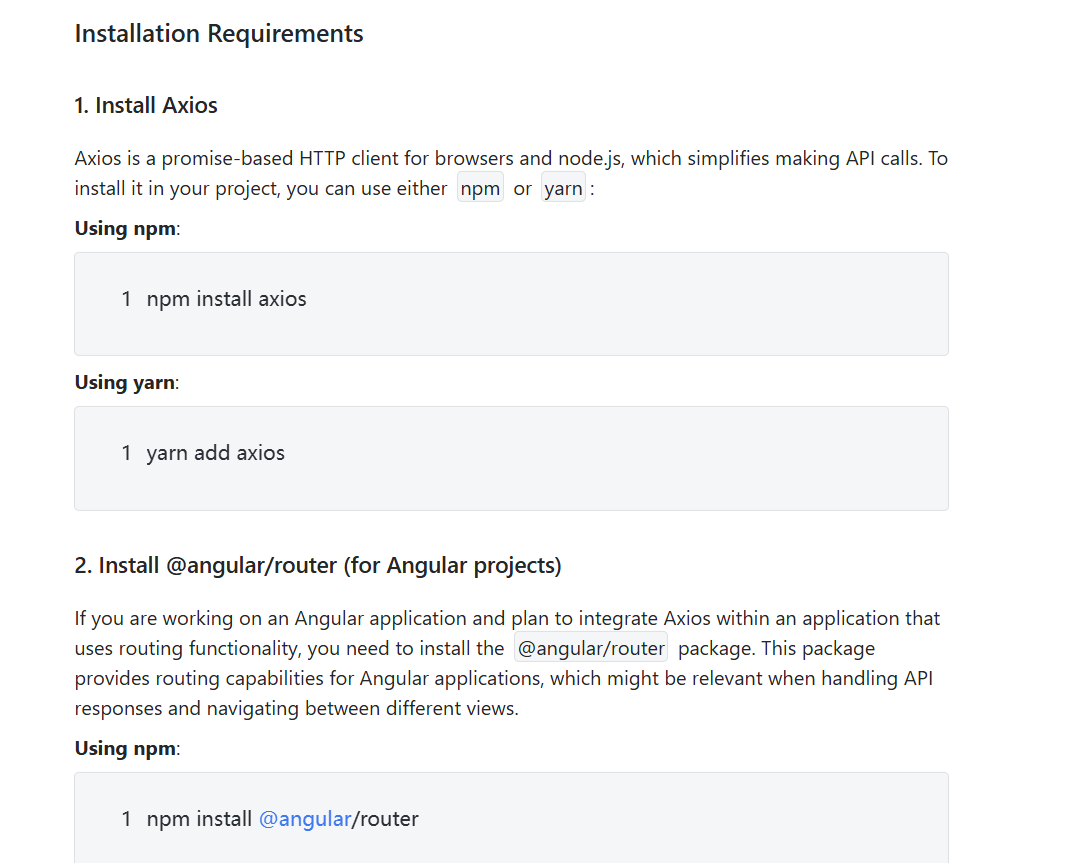 Installation Requirements
1. Install Axios
Axios is a promise-based HTTP client for browsers and node.js, which simplifies making API calls. To
install it in your project, you can use either npm or yarn :
Using npm:
1 npm install axios
Using yarn:
1 yarn add axios
2. Install @angular/router (for Angular projects)
If you are working on an Angular application and plan to integrate Axios within an application that
uses routing functionality, you need to install the @angular/router package. This package
provides routing capabilities for Angular applications, which might be relevant when handling API
responses and navigating between different views.
Using npm:
1 npm install @angular/router